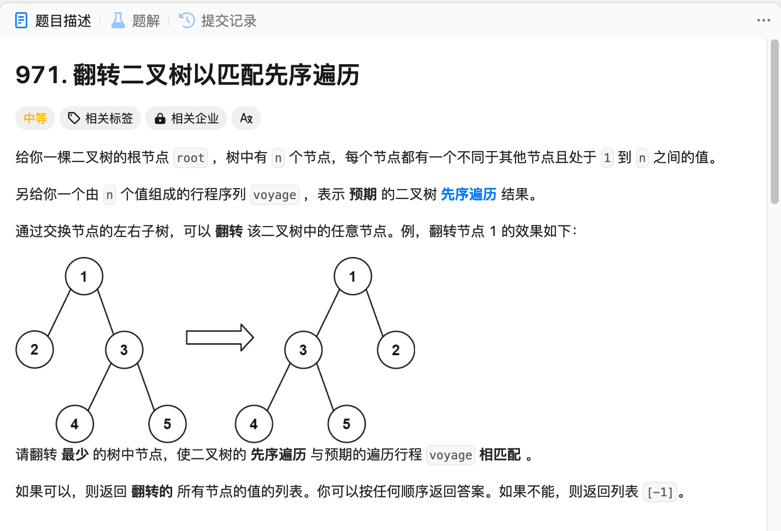 题目描述 题解 提交记录
971. 翻转二叉树以匹配先序遍历
中等 相关标签 相关企业 Aあ
给你一棵二叉树的根节点 root ，树中有 n 个节点，每个节点都有一个不同于其他节点且处于 1 到 n 之间的值。
另给你一个由 n 个值组成的行程序列 voyage ，表示 预期 的二叉树 先序遍历 结果。
通过交换节点的左右子树，可以 翻转 该二叉树中的任意节点。例，翻转节点 1 的效果如下：
1 1
2 3 3 2
4 5 4 5
请翻转 最少 的树中节点，使二叉树的 先序遍历 与预期的遍历行程 voyage 相匹配 。
如果可以，则返回 翻转的 所有节点的值的列表。你可以按任何顺序返回答案。如果不能，则返回列表 [-1] 。